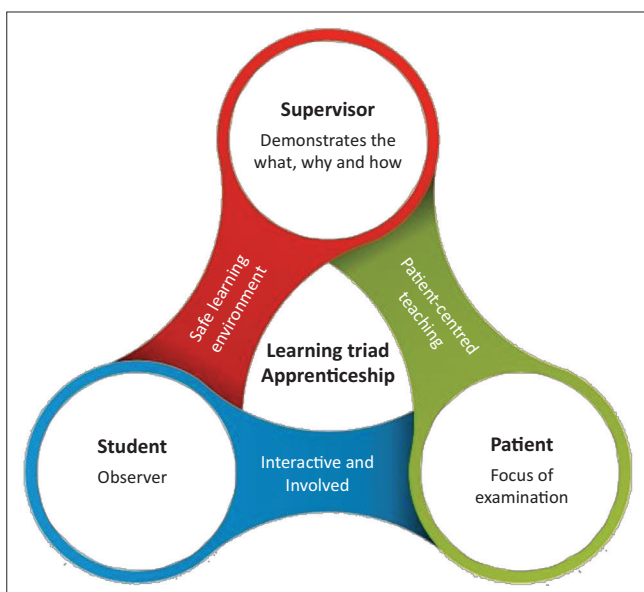 Supervisor
Demonstrates the
what, why and how
Safe learning
environment
Patient-centred
teaching
Learning triad
Apprenticeship
Student
Observer
Interactive and
Involved
Patient
Focus of
examination